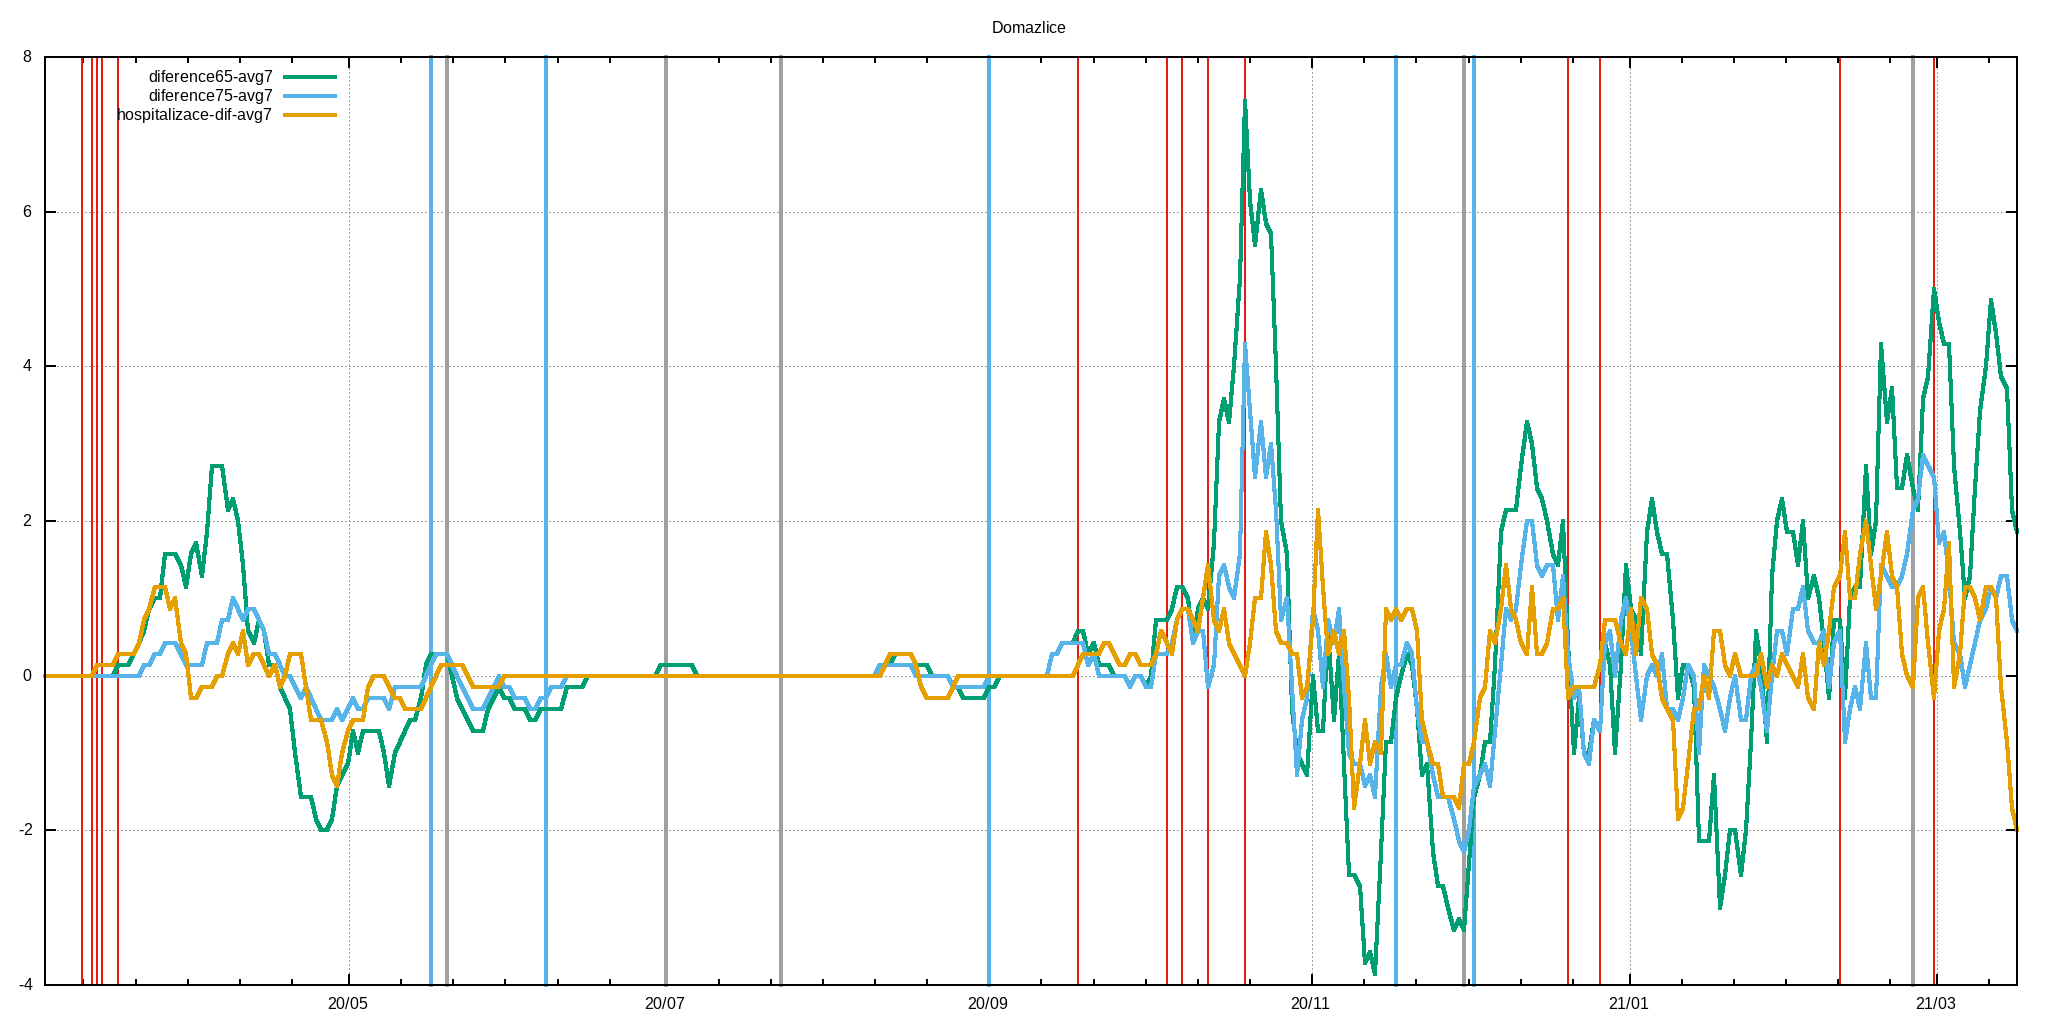 Domazlice
8
diference65-avg7
diference75-avg7
hospitalizace-dif-avg7
6
4
2
0
-2
-4
20/05 20/07 20/09 20/11 21/01 21/03